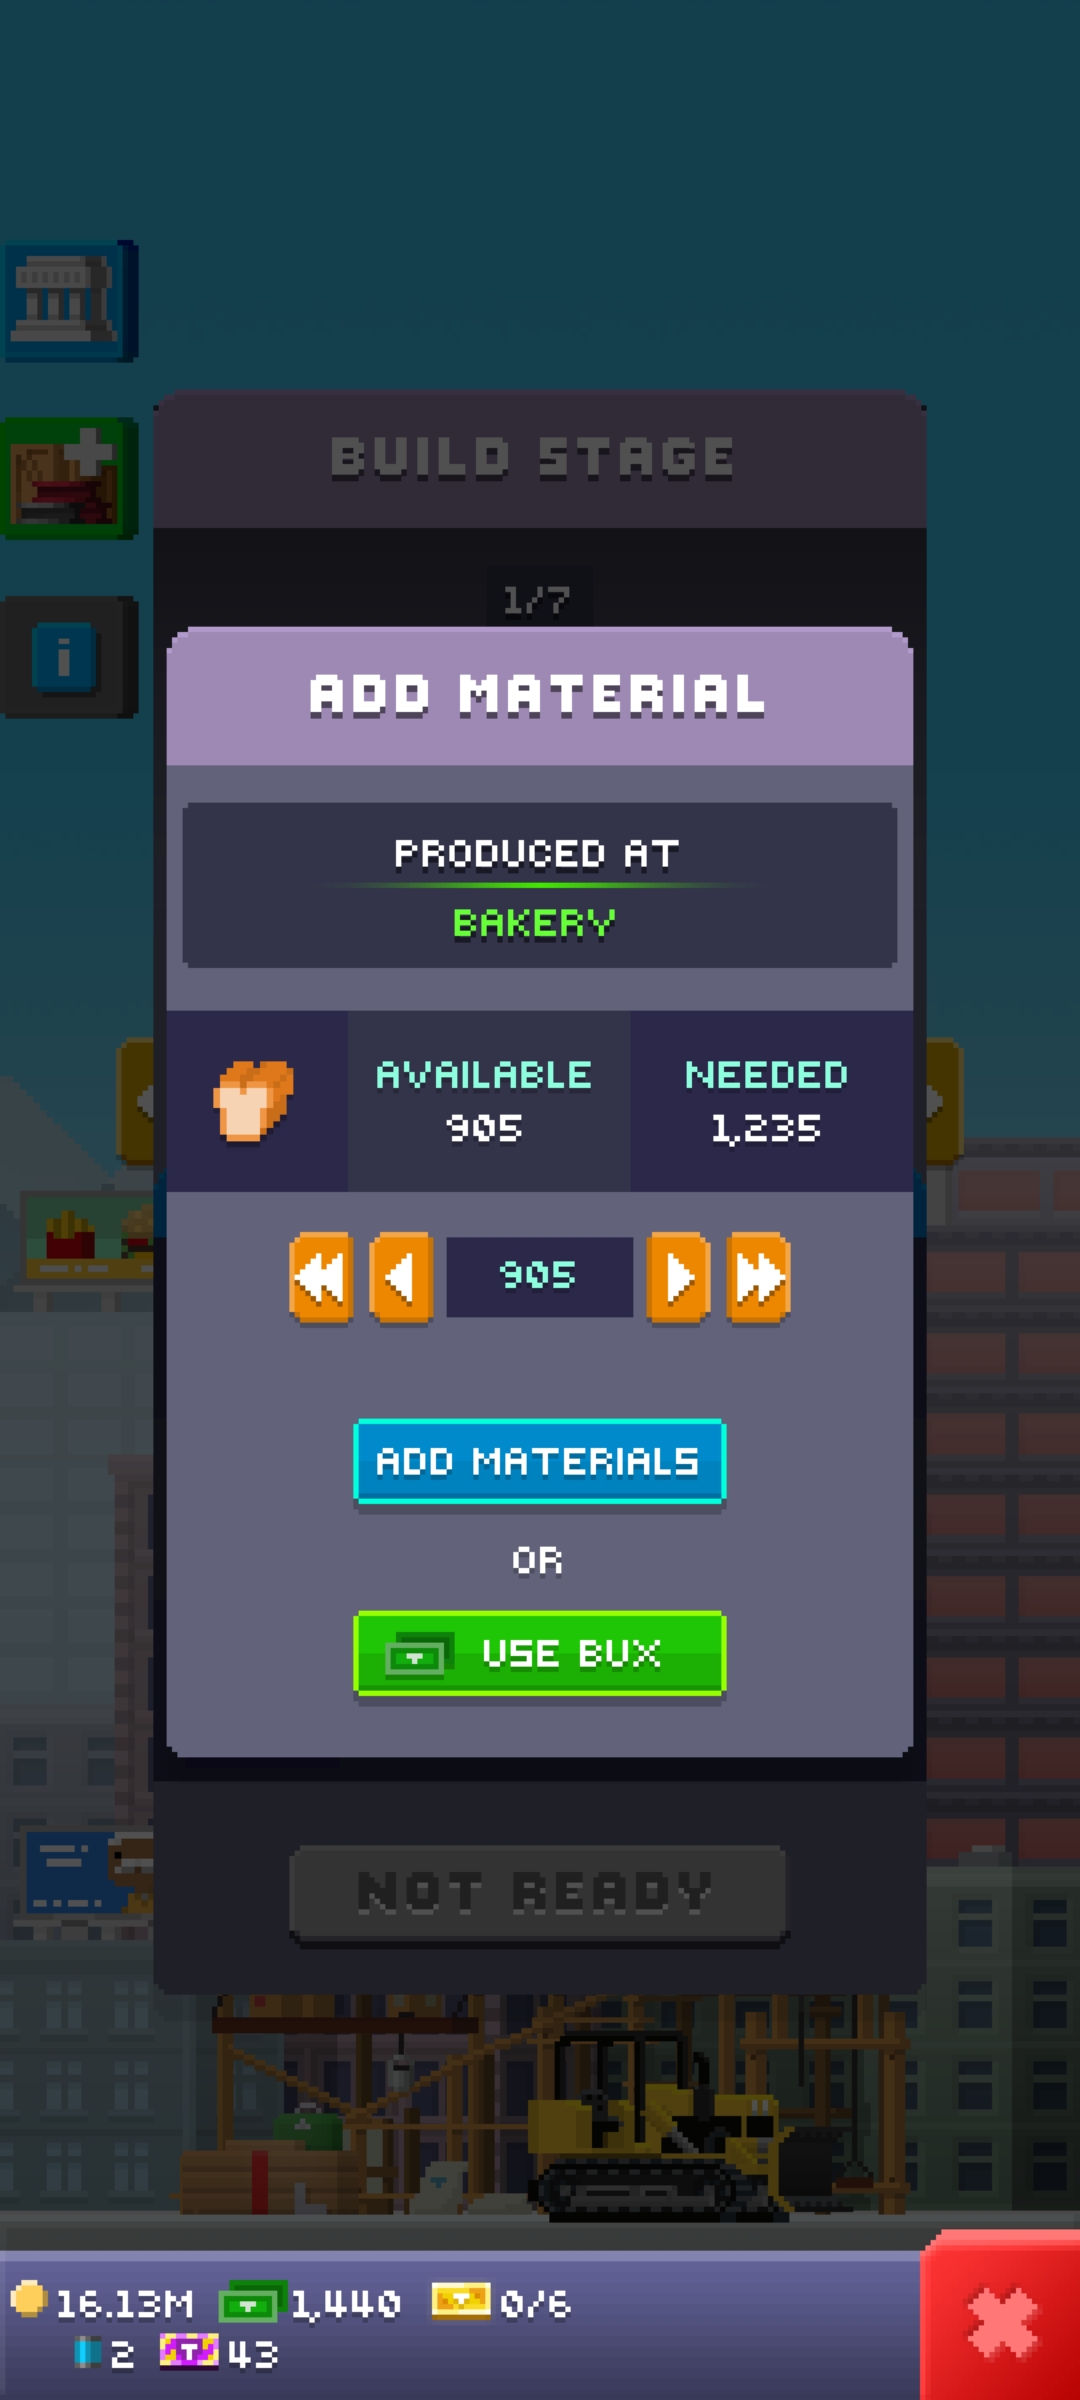 BUILD STAGE
1/7
ADD MATERIAL
PRODUCED AT
BAKERY
AVAILABLE NEEDED
905 1,235
905
ADD MATERIALS
OR
USE BUX
NOT READY
16.13M 1,440 0/6
2 43